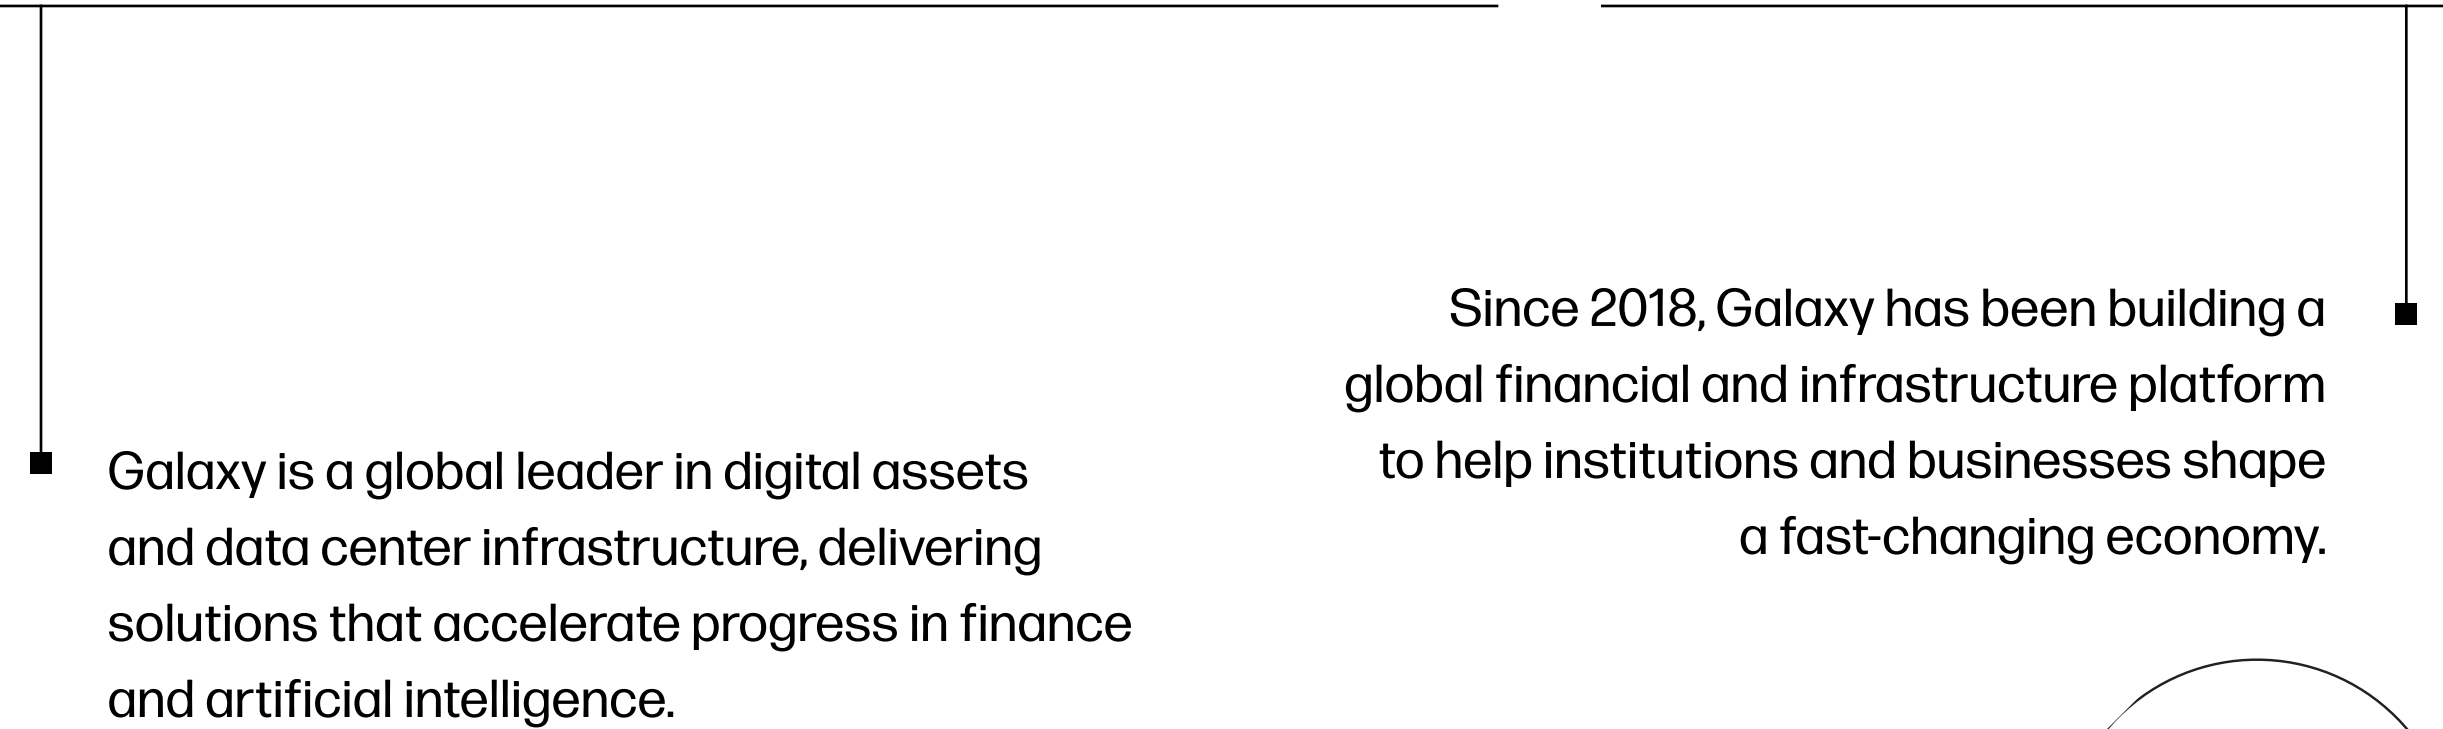 Galaxy is a global leader in digital assets
and data center infrastructure, delivering
solutions that accelerate progress in finance
and artificial intelligence.
Since 2018, Galaxy has been building a
global financial and infrastructure platform
to help institutions and businesses shape
a fast-changing economy.